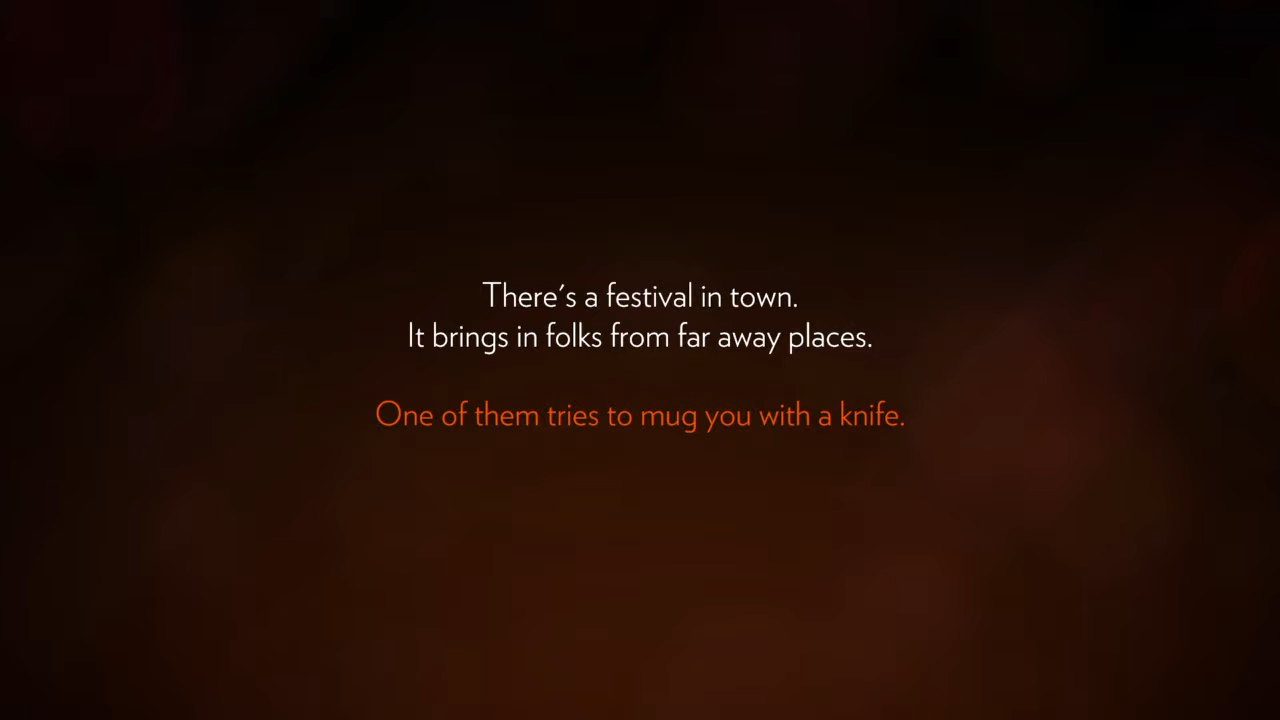 There's a festival in town.
It brings in folks from far away places.
One of them tries to mug you with a knife.